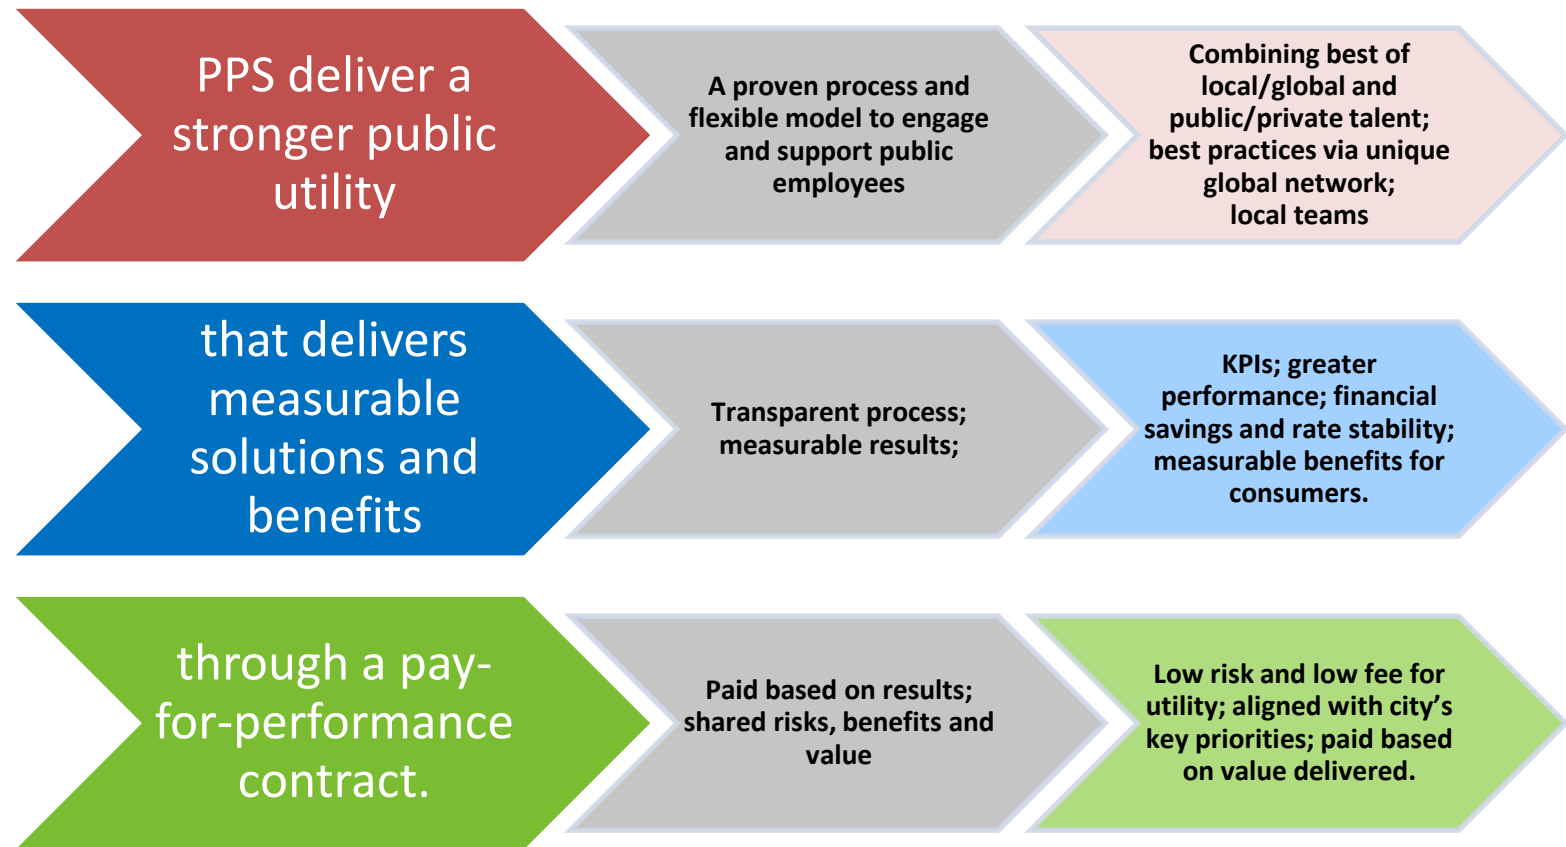 PPS deliver a
stronger public
utility
A proven process and
flexible model to engage
and support public
employees
Combining best of
local/global and
public/private talent;
best practices via unique
global network;
local teams
that delivers
measurable
solutions and
benefits
Transparent process;
measurable results;
KPIs; greater
performance; financial
savings and rate stability;
measurable benefits for
consumers.
through a pay-
for-performance
contract.
Paid based on results;
shared risks, benefits and
value
Low risk and low fee for
utility; aligned with city’s
key priorities; paid based
on value delivered.